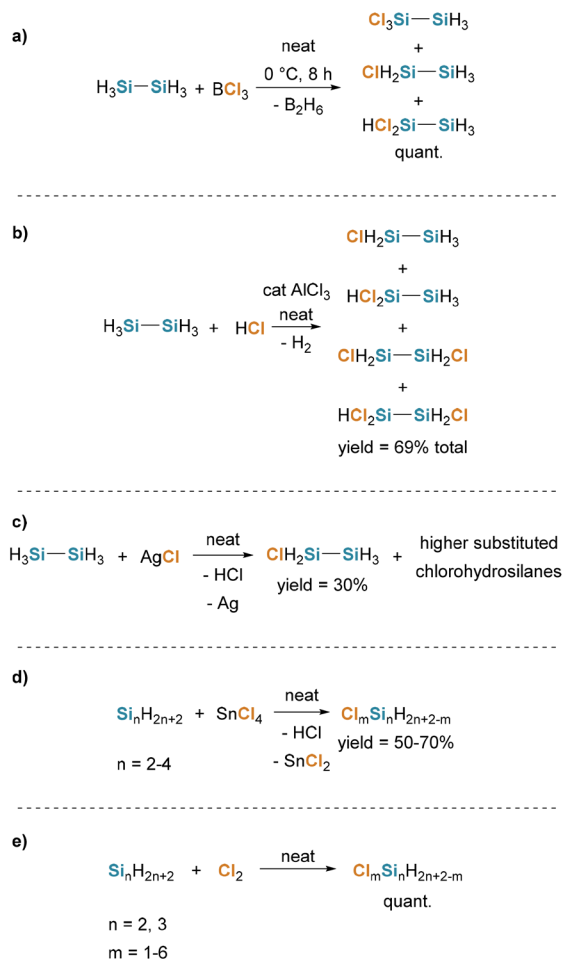 a)
Cl₃Si—SiH₃
+
neat
0 °C, 8 h
H₃Si—SiH₃ + BCl₃
- B₂H₆
ClH₂Si—SiH₃
+
HCl₂Si—SiH₃
quant.
b)
ClH₂Si—SiH₃
+
cat AlCl₃
HCl₂Si—SiH₃
neat
H₃Si—SiH₃ + HCl
- H₂
+
ClH₂Si—SiH₂Cl
+
HCl₂Si—SiH₂Cl
yield = 69% total
c)
neat
H₃Si—SiH₃ + AgCl
- HCl
- Ag
ClH₂Si—SiH₃ +
yield = 30%
higher substituted
chlorohydrosilanes
d)
neat
SiₙH₂ₙ₊₂ + SnCl₄
- HCl
- SnCl₂
ClₘSiₙH₂ₙ₊₂₋ₘ
yield = 50-70%
n = 2-4
e)
neat
SiₙH₂ₙ₊₂ + Cl₂
ClₘSiₙH₂ₙ₊₂₋ₘ
quant.
n = 2, 3
m = 1-6